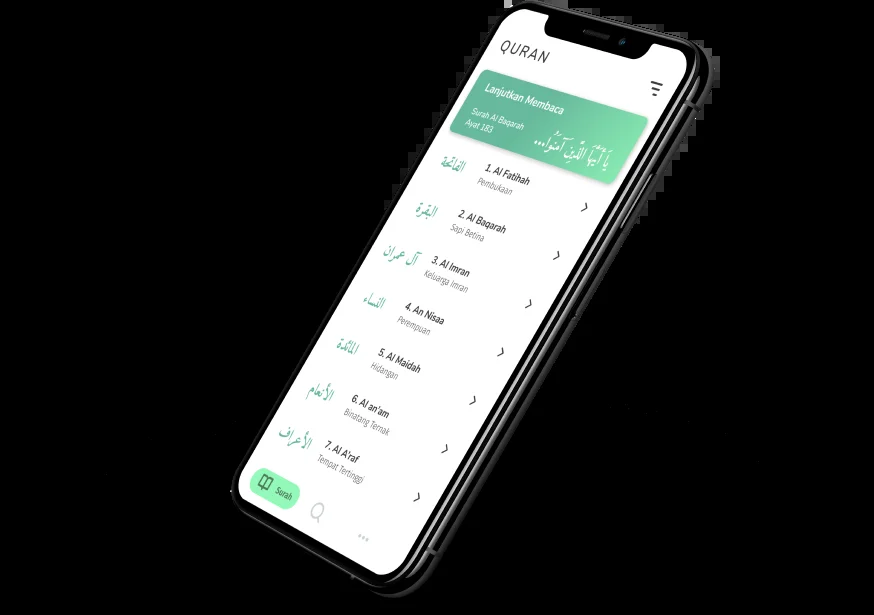 QURAN
Lanjutkan Membaca
Surah Al Baqarah
Ayat 183
يَا أَيُّهَا الَّذِينَ آمَنُوا...
الفاتحة
1. Al Fatihah
Pembukaan
البقرة
2. Al Baqarah
Sapi Betina
آل عمران
3. Al Imran
Keluarga Imran
النساء
4. An Nisaa
Perempuan
المائدة
5. Al Maidah
Hidangan
الأنعام
6. Al an'am
Binatang Ternak
الأعراف
7. Al A'raf
Tempat Tertinggi
Surah